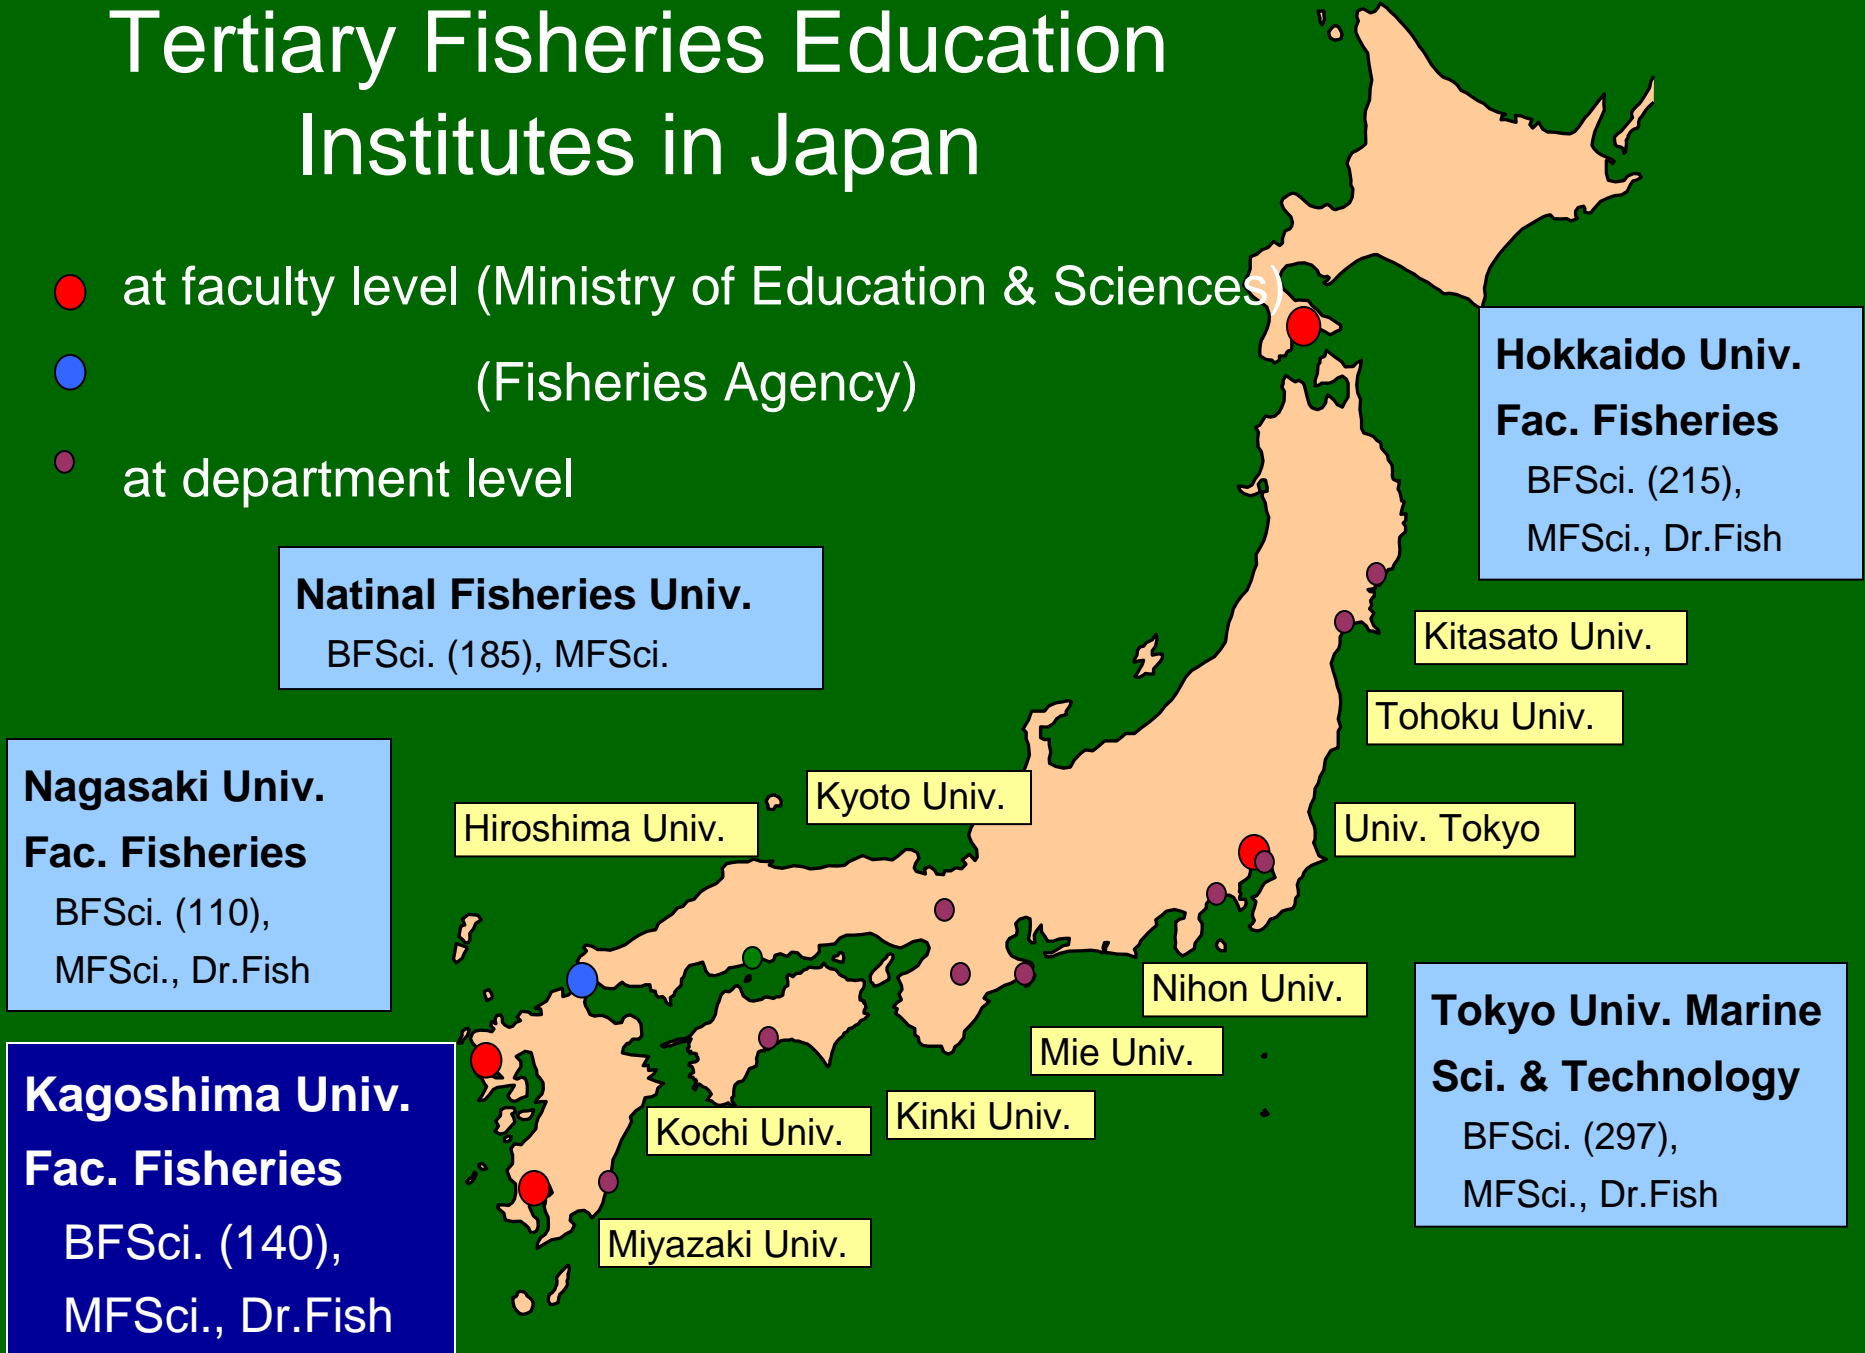 Tertiary Fisheries Education
Institutes in Japan
at faculty level (Ministry of Education & Sciences)
(Fisheries Agency)
at department level
Hokkaido Univ.
Fac. Fisheries
BFSci. (215),
MFSci., Dr.Fish
Natinal Fisheries Univ.
BFSci. (185), MFSci.
Kitasato Univ.
Tohoku Univ.
Nagasaki Univ.
Fac. Fisheries
BFSci. (110),
MFSci., Dr.Fish
Kyoto Univ.
Hiroshima Univ.
Univ. Tokyo
Nihon Univ.
Tokyo Univ. Marine
Sci. & Technology
BFSci. (297),
MFSci., Dr.Fish
Mie Univ.
Kinki Univ.
Kochi Univ.
Kagoshima Univ.
Fac. Fisheries
BFSci. (140),
MFSci., Dr.Fish
Miyazaki Univ.